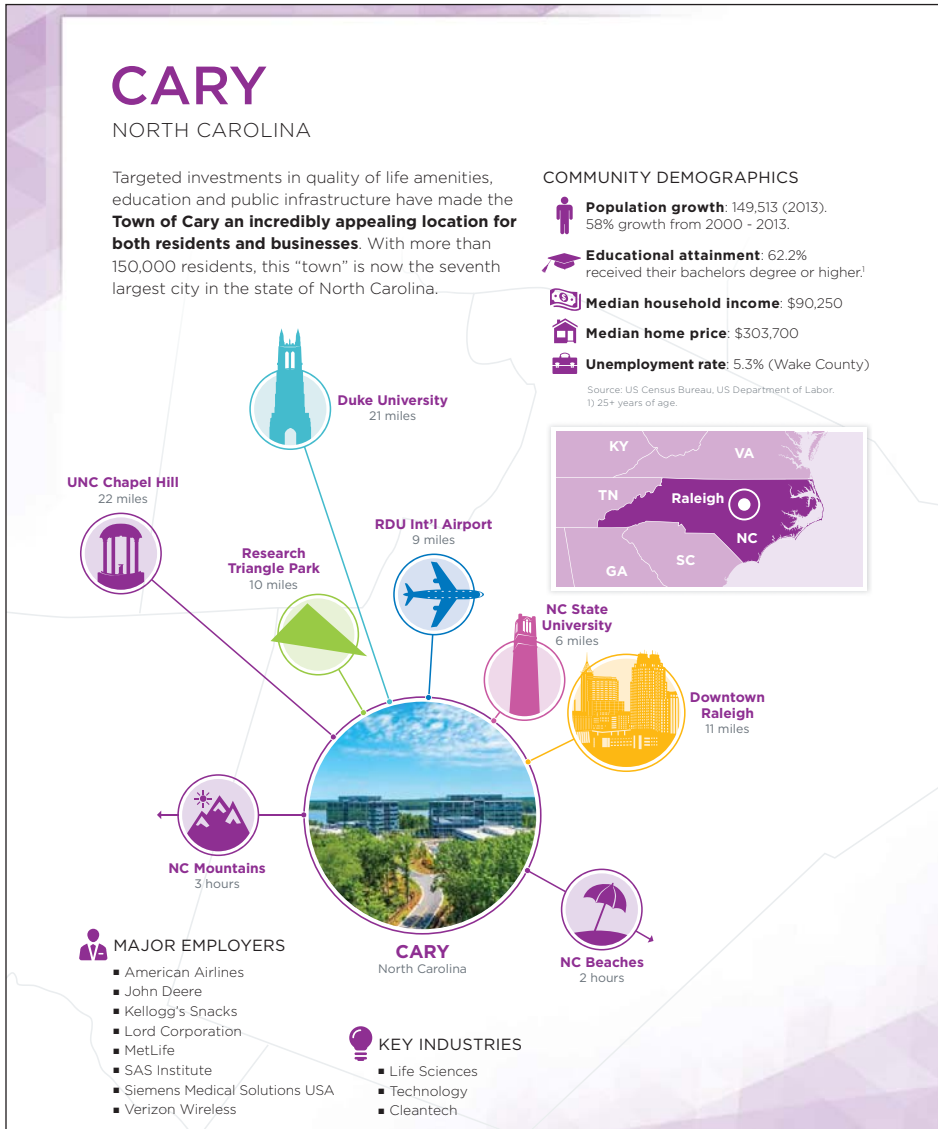 CARY
NORTH CAROLINA
Targeted investments in quality of life amenities,
education and public infrastructure have made the
Town of Cary an incredibly appealing location for
both residents and businesses. With more than
150,000 residents, this “town” is now the seventh
largest city in the state of North Carolina.
COMMUNITY DEMOGRAPHICS
Population growth: 149,513 (2013).
58% growth from 2000 - 2013.
Educational attainment: 62.2%
received their bachelors degree or higher.¹
Median household income: $90,250
Median home price: $303,700
Unemployment rate: 5.3% (Wake County)
Source: US Census Bureau, US Department of Labor.
1) 25+ years of age.
KY
VA
TN
Raleigh
NC
SC
GA
Duke University
21 miles
UNC Chapel Hill
22 miles
Research
Triangle Park
10 miles
RDU Int’l Airport
9 miles
NC State
University
6 miles
Downtown
Raleigh
11 miles
NC Mountains
3 hours
CARY
North Carolina
NC Beaches
2 hours
MAJOR EMPLOYERS
▪ American Airlines
▪ John Deere
▪ Kellogg's Snacks
▪ Lord Corporation
▪ MetLife
▪ SAS Institute
▪ Siemens Medical Solutions USA
▪ Verizon Wireless
KEY INDUSTRIES
▪ Life Sciences
▪ Technology
▪ Cleantech